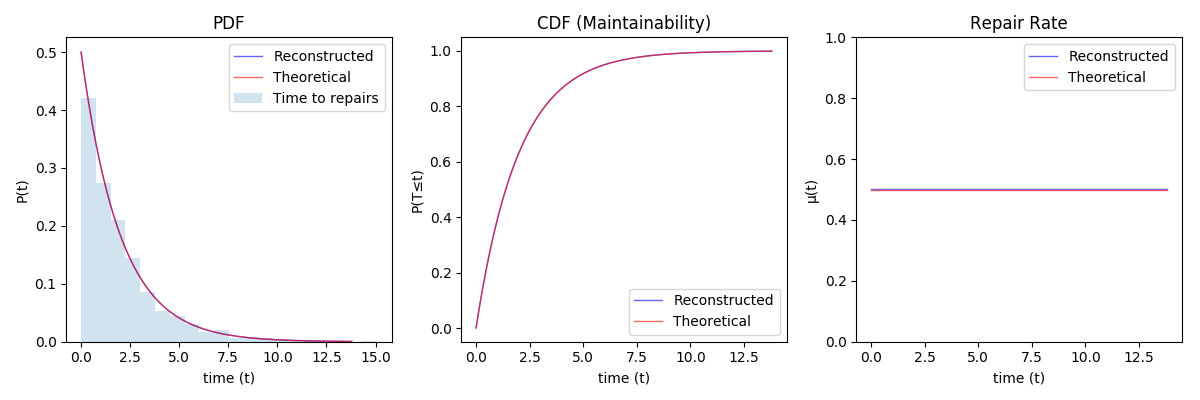 PDF
0.5
0.4
0.3
0.2
0.1
0.0
P(t)
0.0 2.5 5.0 7.5 10.0 12.5 15.0
time (t)
Reconstructed
Theoretical
Time to repairs
CDF (Maintainability)
1.0
0.8
0.6
0.4
0.2
0.0
P(T≤t)
0.0 2.5 5.0 7.5 10.0 12.5
time (t)
Reconstructed
Theoretical
Repair Rate
1.0
0.8
0.6
0.4
0.2
0.0
μ(t)
0.0 2.5 5.0 7.5 10.0 12.5
time (t)
Reconstructed
Theoretical